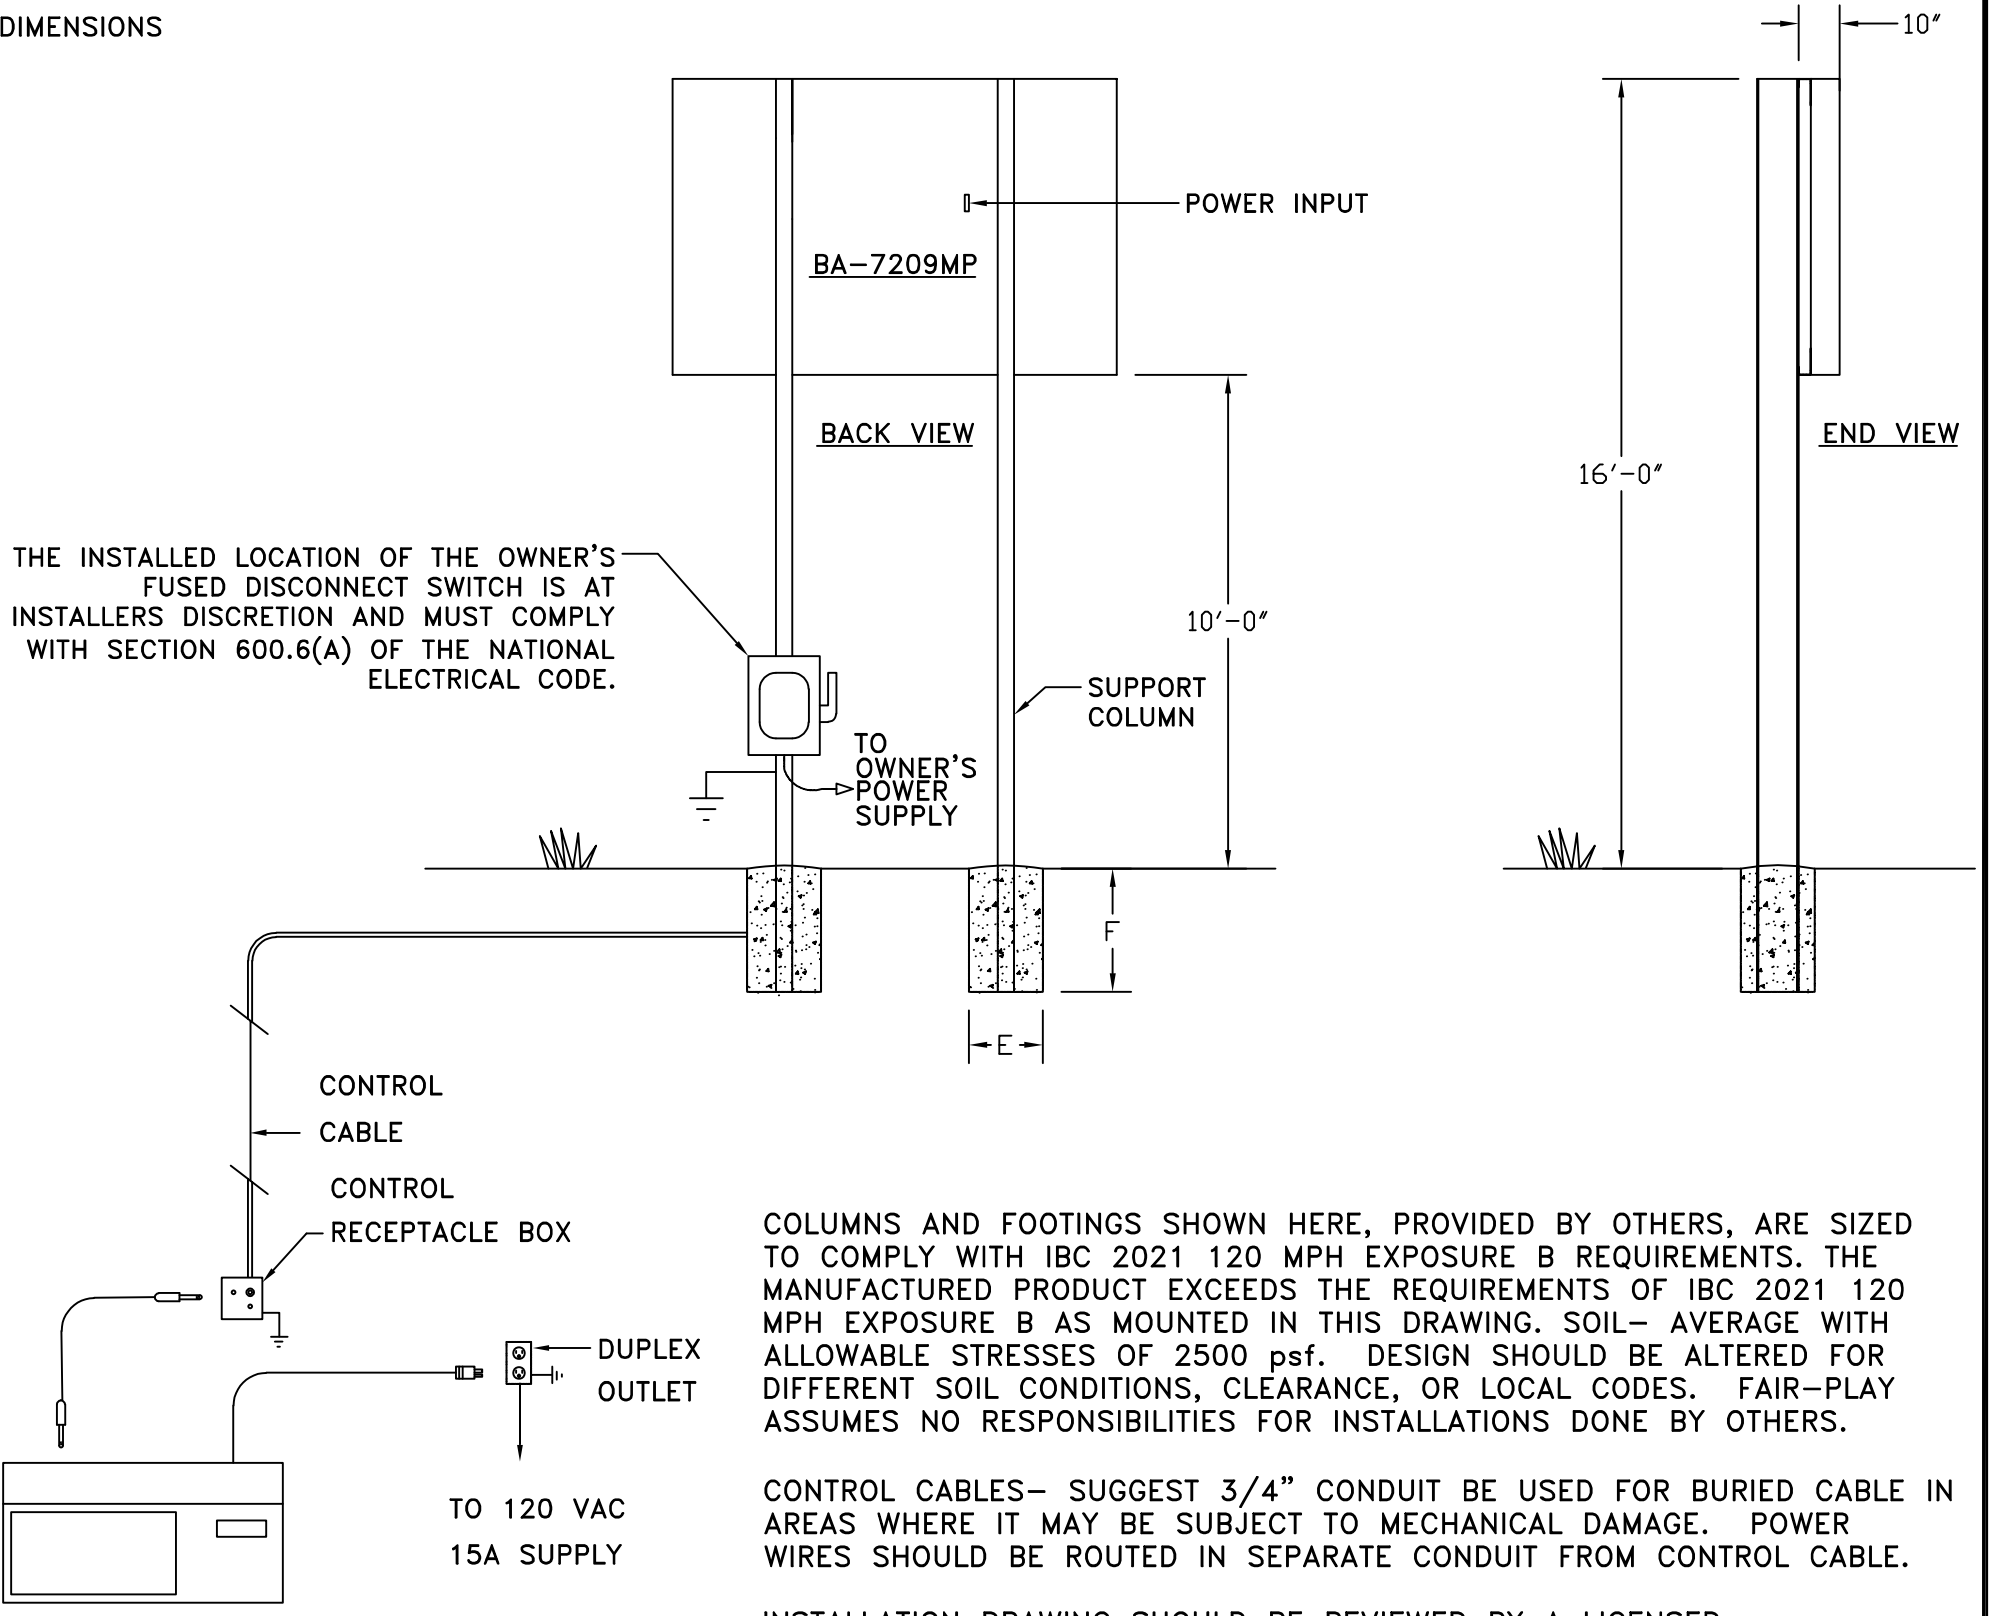 DIMENSIONS
10"
POWER INPUT
BA-7209MP
BACK VIEW
END VIEW
16'-0"
THE INSTALLED LOCATION OF THE OWNER'S
FUSED DISCONNECT SWITCH IS AT
INSTALLERS DISCRETION AND MUST COMPLY
WITH SECTION 600.6(A) OF THE NATIONAL
ELECTRICAL CODE.
10'-0"
SUPPORT
COLUMN
TO
OWNER'S
POWER
SUPPLY
F
E
CONTROL
CABLE
CONTROL
RECEPTACLE BOX
DUPLEX
OUTLET
TO 120 VAC
15A SUPPLY
COLUMNS AND FOOTINGS SHOWN HERE, PROVIDED BY OTHERS, ARE SIZED
TO COMPLY WITH IBC 2021 120 MPH EXPOSURE B REQUIREMENTS. THE
MANUFACTURED PRODUCT EXCEEDS THE REQUIREMENTS OF IBC 2021 120
MPH EXPOSURE B AS MOUNTED IN THIS DRAWING. SOIL- AVERAGE WITH
ALLOWABLE STRESSES OF 2500 psf. DESIGN SHOULD BE ALTERED FOR
DIFFERENT SOIL CONDITIONS, CLEARANCE, OR LOCAL CODES. FAIR-PLAY
ASSUMES NO RESPONSIBILITIES FOR INSTALLATIONS DONE BY OTHERS.
CONTROL CABLES- SUGGEST 3/4" CONDUIT BE USED FOR BURIED CABLE IN
AREAS WHERE IT MAY BE SUBJECT TO MECHANICAL DAMAGE. POWER
WIRES SHOULD BE ROUTED IN SEPARATE CONDUIT FROM CONTROL CABLE.
INSTALLATION DRAWING SHOULD BE REVIEWED BY A LICENSED